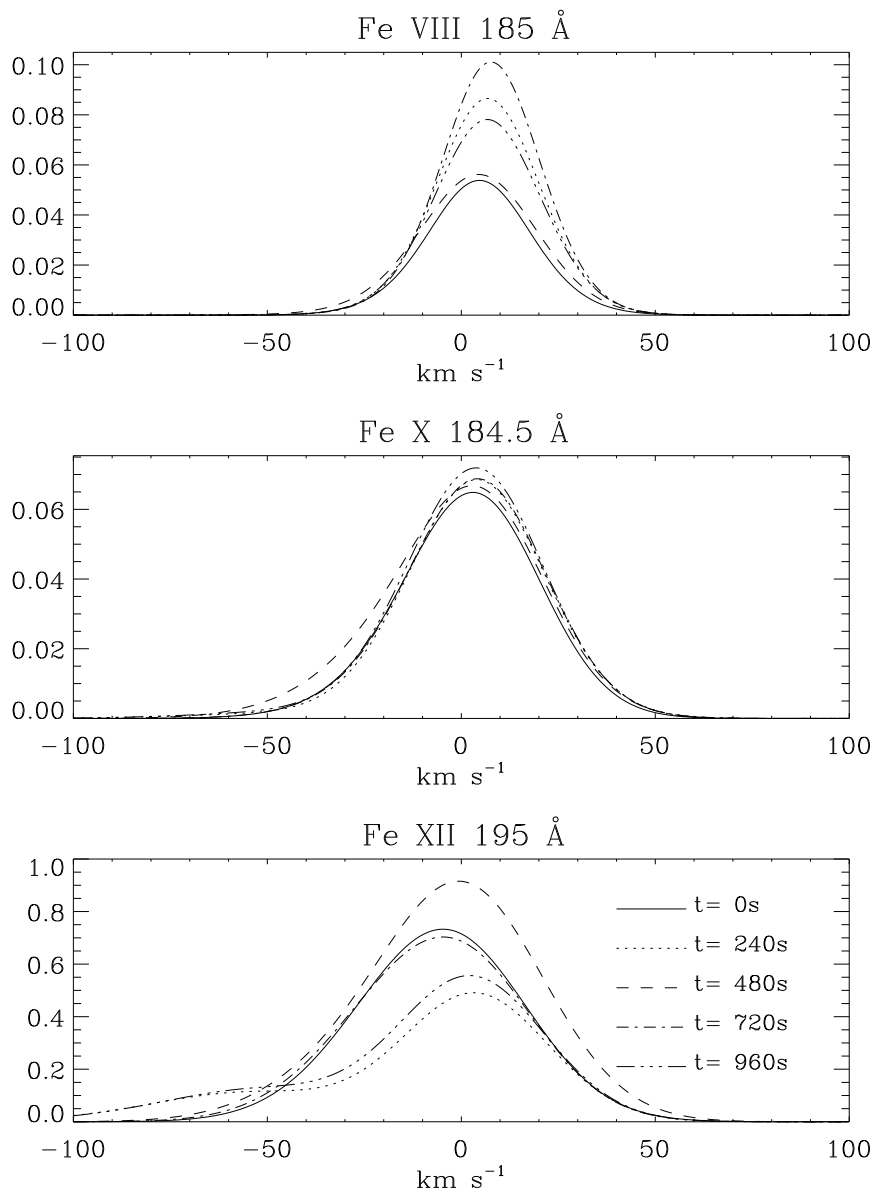 Fe VIII 185 Å
0.10
0.08
0.06
0.04
0.02
0.00
−100 −50 0 50 100
km s⁻¹
Fe X 184.5 Å
0.06
0.04
0.02
0.00
−100 −50 0 50 100
km s⁻¹
Fe XII 195 Å
1.0
0.8
0.6
0.4
0.2
0.0
t= 0s
t= 240s
t= 480s
t= 720s
t= 960s
−100 −50 0 50 100
km s⁻¹